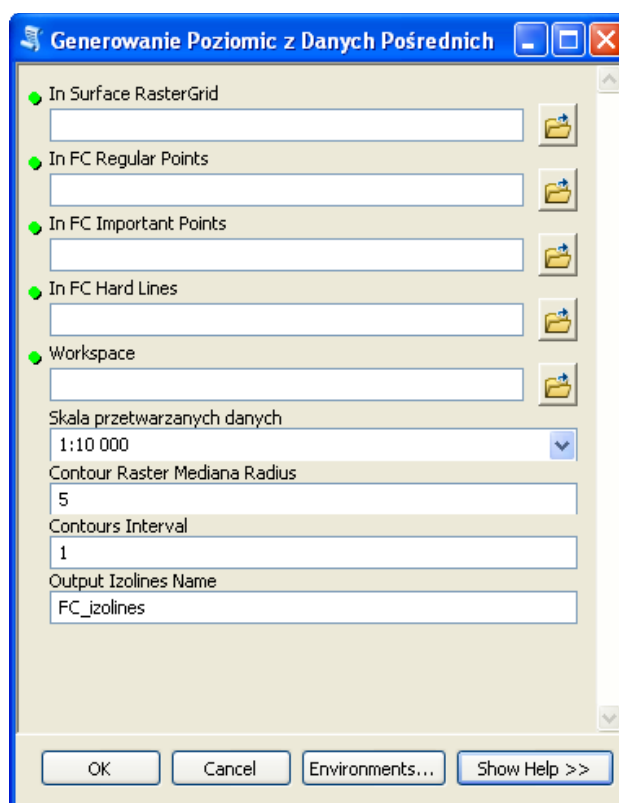 Generowanie Poziomic z Danych Pośrednich
In Surface RasterGrid
In FC Regular Points
In FC Important Points
In FC Hard Lines
Workspace
Skala przetwarzanych danych
1:10 000
Contour Raster Mediana Radius
5
Contours Interval
1
Output Izolines Name
FC_izolines
OK Cancel Environments... Show Help >>